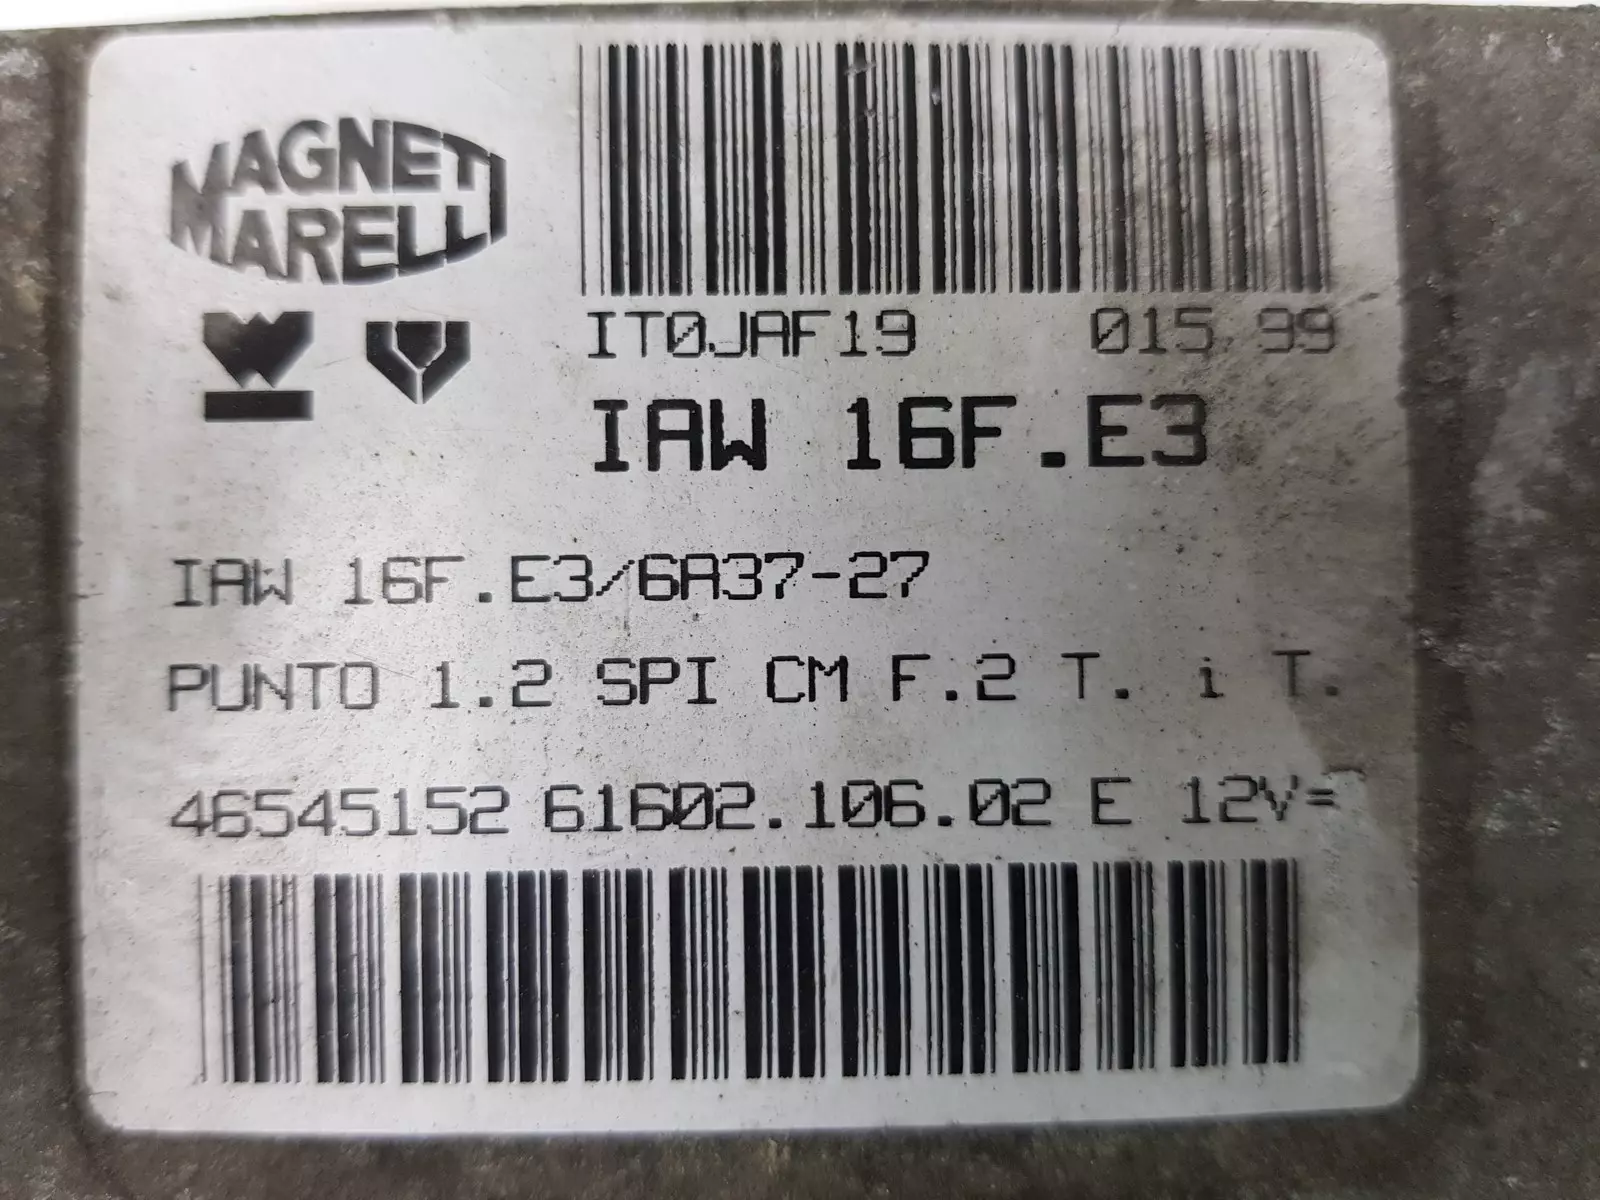 MAGNETI
MARELLI
IT0JAF19 015,99
IAW 16F.E3
IAW 16F.E3/6A37-27
PUNTO 1.2 SPI CM F.2 T. i T.
46545152 61602.106.02 E 12V=